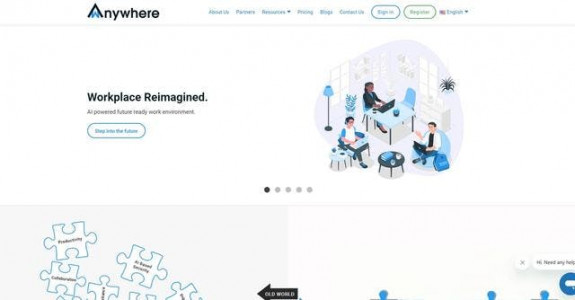 Anywhere
About Us Partners Resources Pricing Blogs Contact Us Sign in Register English
Workplace Reimagined.
AI powered future ready work environment.
Step into the future
Productivity
AI Based
Security
Collaboration
OLD WORLD
Hi. Need any help